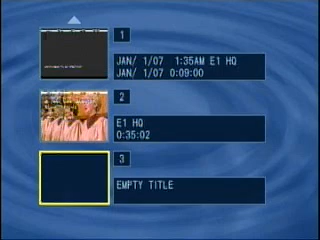 1
JAN/ 1/07 1:35AM E1 HQ
JAN/ 1/07 0:09:00
2
E1 HQ
0:35:02
3
EMPTY TITLE